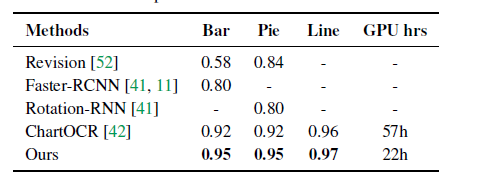 Methods Bar Pie Line GPU hrs
Revision [52] 0.58 0.84 - -
Faster-RCNN [41, 11] 0.80 - - -
Rotation-RNN [41] - 0.80 - -
ChartOCR [42] 0.92 0.92 0.96 57h
Ours 0.95 0.95 0.97 22h